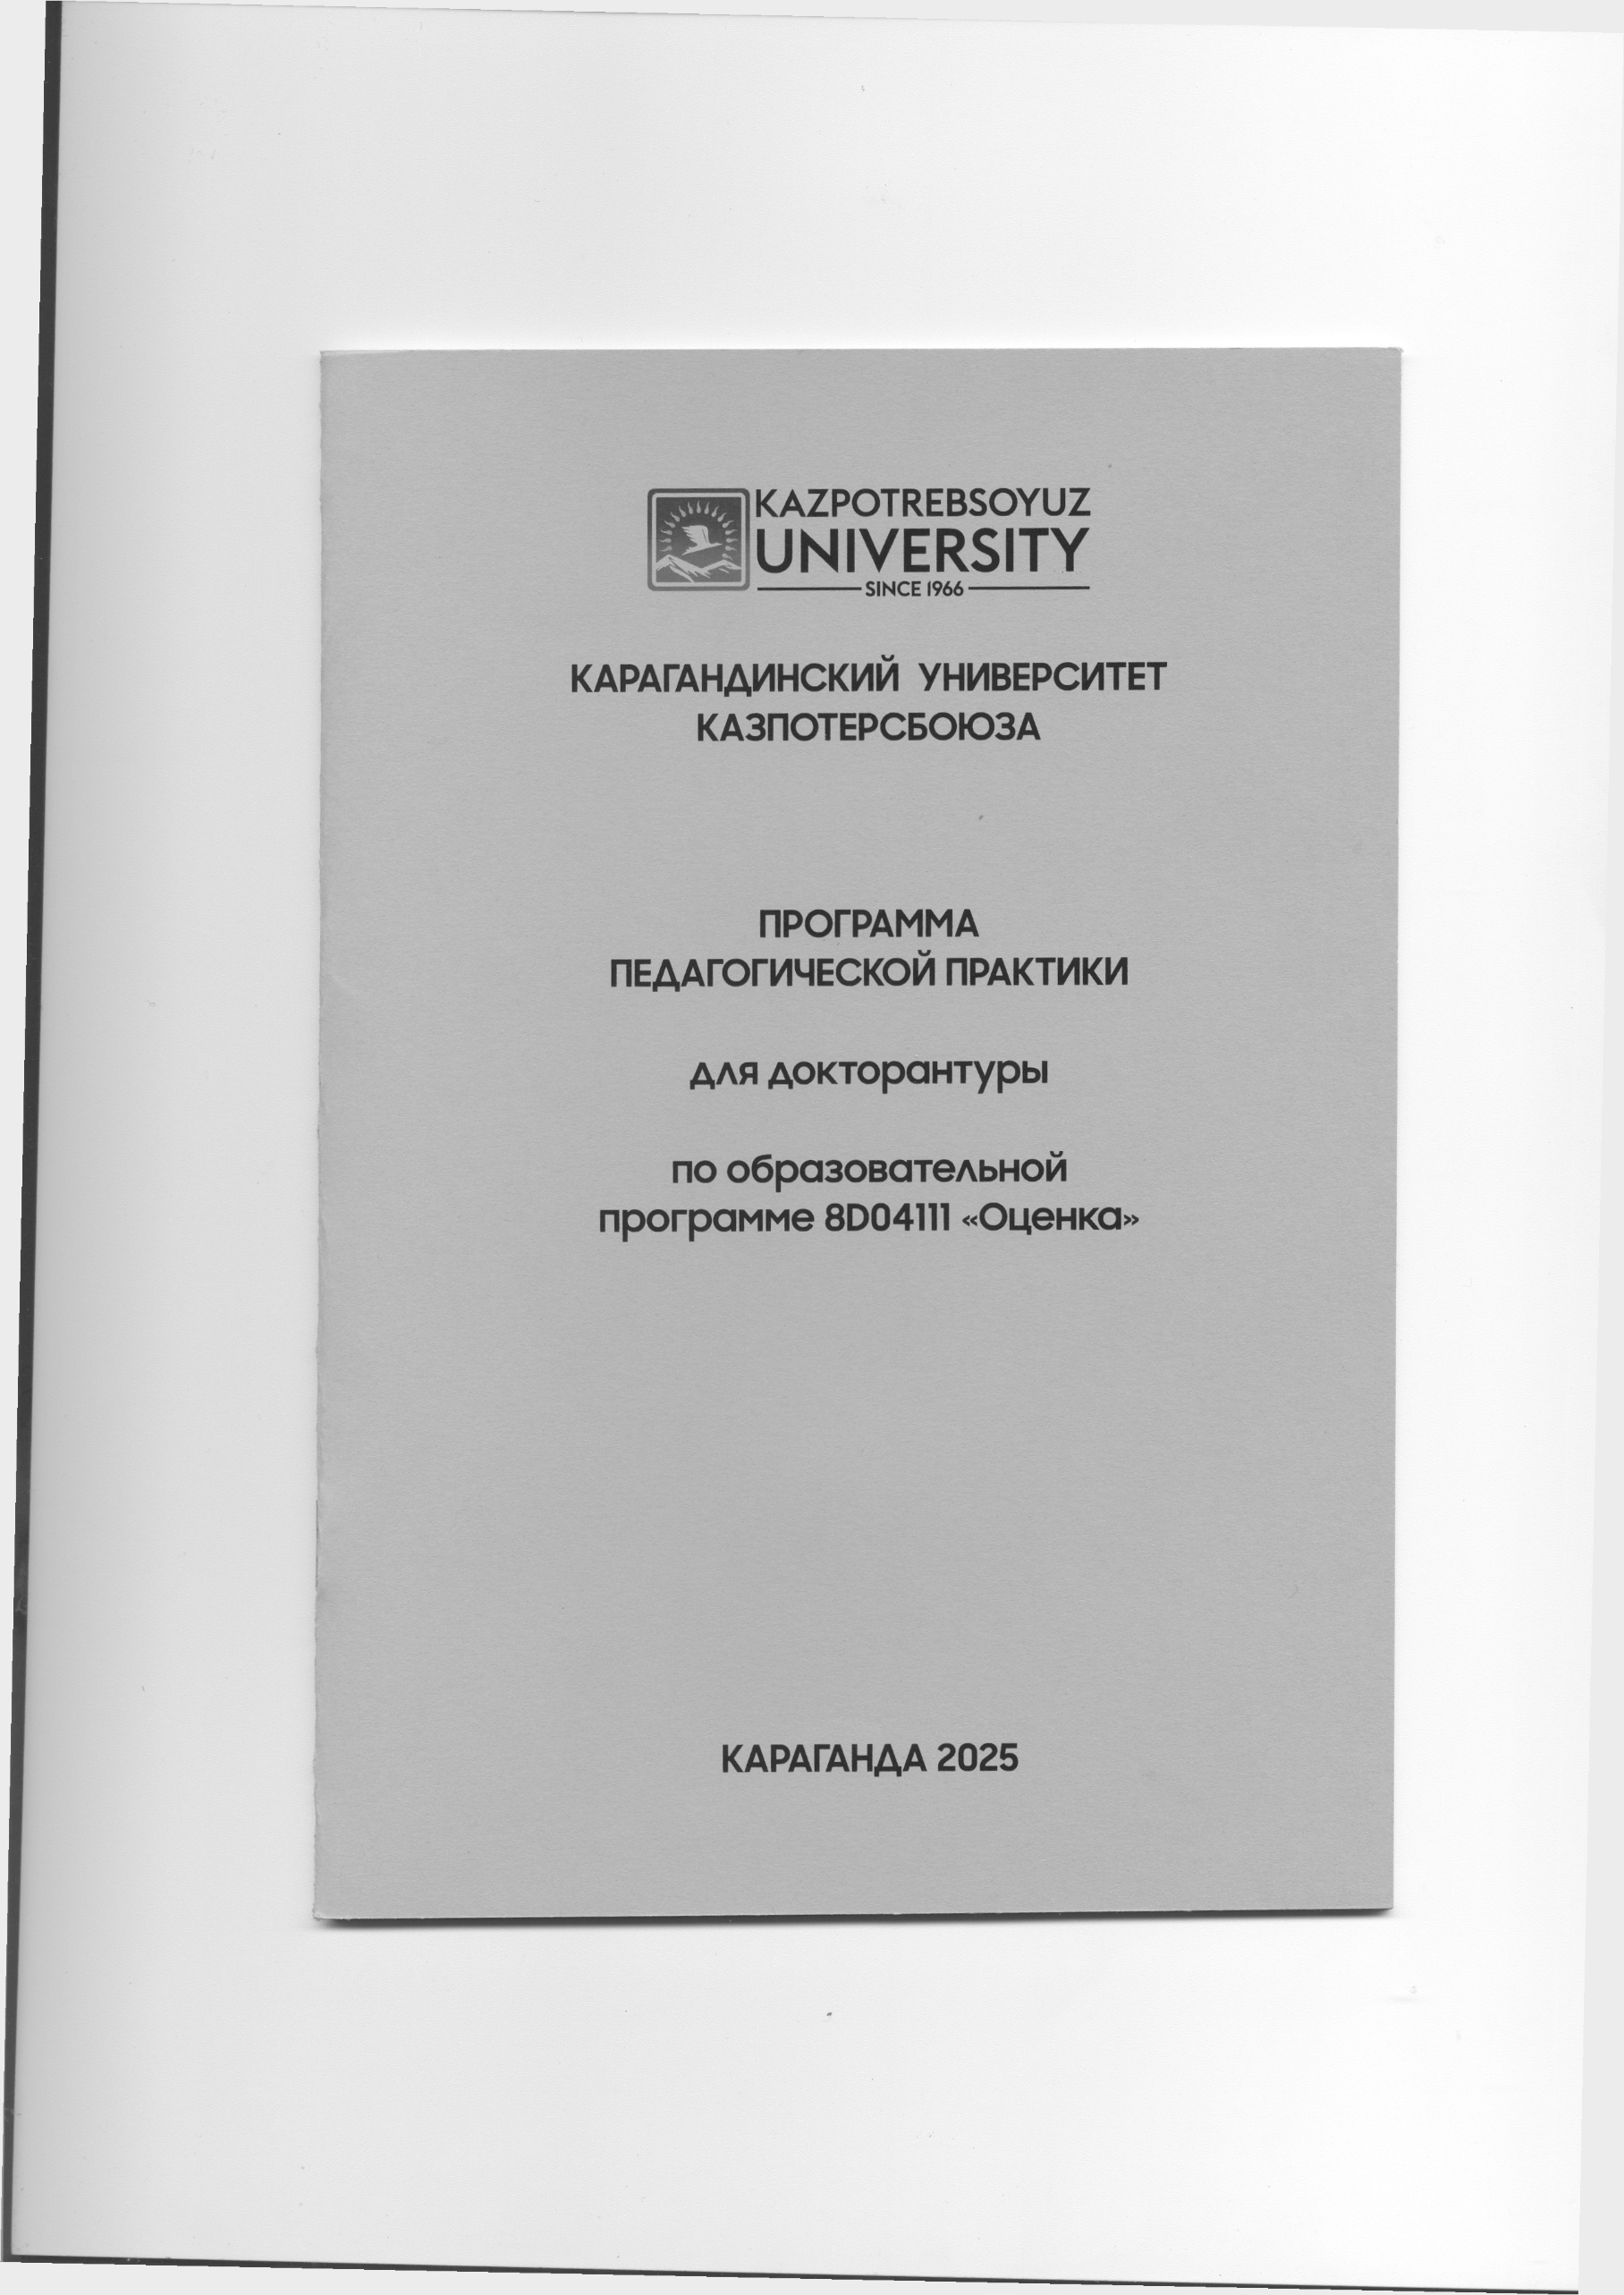 KAZPOTREBSOYUZ
UNIVERSITY
SINCE 1966
КАРАГАНДИНСКИЙ УНИВЕРСИТЕТ
КАЗПОТЕРСБОЮЗА
ПРОГРАММА
ПЕДАГОГИЧЕСКОЙ ПРАКТИКИ
для докторантуры
по образовательной
программе 8D04111 «Оценка»
КАРАГАНДА 2025